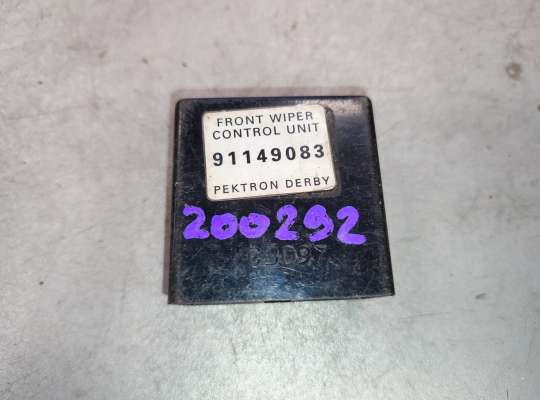 FRONT WIPER
CONTROL UNIT
91149083
PEKTRON DERBY
200292